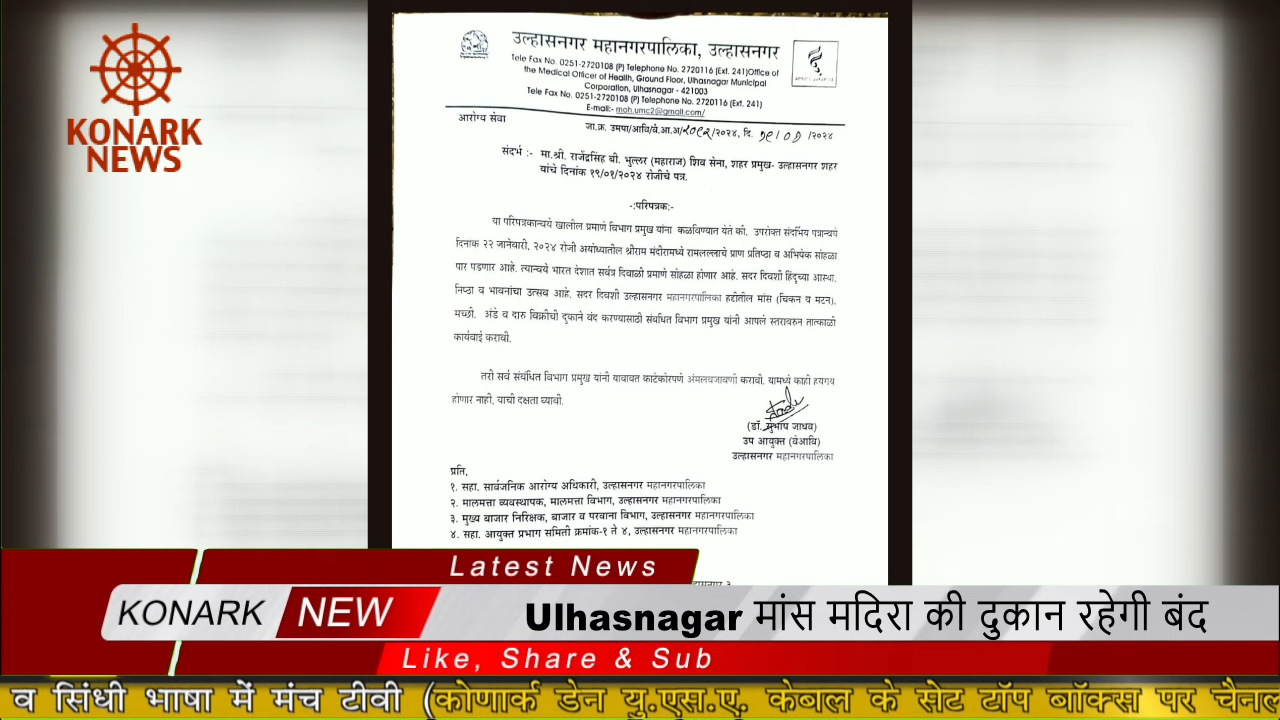 KONARK
NEWS
उल्हासनगर महानगरपालिका, उल्हासनगर
Tele Fax No. 0251-2720108 (P) Telephone No. 2720116 (Ext. 241)Office of
the Medical Officer of Health, Ground Floor, Ulhasnagar Municipal
Corporation, Ulhasnagar - 421003
Tele Fax No. 0251-2720108 (P) Telephone No. 2720116 (Ext. 241)
E-mail:- moh.umc2@gmail.com/
आरोग्य सेवा
जा.क्र. उमपा/आवि/वे.आ.अ/२०९२/२०२४, दि. /२०२४
संदर्भ :- मा.श्री. राजेंद्रसिंह बी. भुल्लर (महाराज) शिव सेना, शहर प्रमुख- उल्हासनगर शहर
यांचे दिनांक १९/०१/२०२४ रोजीचे पत्र.
-:परिपत्रक:-
या परिपत्रकान्वये खालील प्रमाणे विभाग प्रमुख यांना कळविण्यात येते की. उपरोक्त संदर्भिय पत्रान्वये
दिनाक २२ जानेवारी, २०२४ रोजी अयोध्यातील श्रीराम मंदीरामध्ये रामलल्लाचे प्राण प्रतिष्ठा व अभिषेक सोहळा
पार पडणार आहे. त्यान्वये भारत देशात सर्वत्र दिवाळी प्रमाणे सोहळा होणार आहे. सदर दिवशी हिंदूच्या आस्था.
निष्ठा व भावनांचा उत्सव आहे. सदर दिवशी उल्हासनगर महानगरपालिका हद्दीतील मांस (चिकन व मटन).
मच्छी. अंडे व दारु विक्रीची दुकाने बंद करण्यासाठी संबंधित विभाग प्रमुख यांनी आपले स्तरावरुन तात्काळी
कार्यवाई करावी.
तरी सर्व संबंधित विभाग प्रमुख यांनी याबाबत काटेकोरपणे अंमलबजावणी करावी. यामध्ये काही हयगय
होणार नाही, याची दक्षता घ्यावी.
(डॉ. सुभाष जाधव)
उप आयुक्त (वेआवि)
उल्हासनगर महानगरपालिका
प्रति,
१. सहा. सार्वजनिक आरोग्य अधिकारी, उल्हासनगर महानगरपालिका
२. मालमत्ता व्यवस्थापक, मालमत्ता विभाग, उल्हासनगर महानगरपालिका
३. मुख्य बाजार निरिक्षक, बाजार व परवाना विभाग, उल्हासनगर महानगरपालिका
४. सहा. आयुक्त प्रभाग समिती क्रमांक-१ ते ४, उल्हासनगर महानगरपालिका
Latest News
KONARK NEW
Ulhasnagar मांस मदिरा की दुकान रहेगी बंद
Like, Share & Sub
व सिंधी भाषा में मंच टीवी (कोणार्क डेन यु.एस.ए. केबल के सेट टॉप बॉक्स पर चैनल